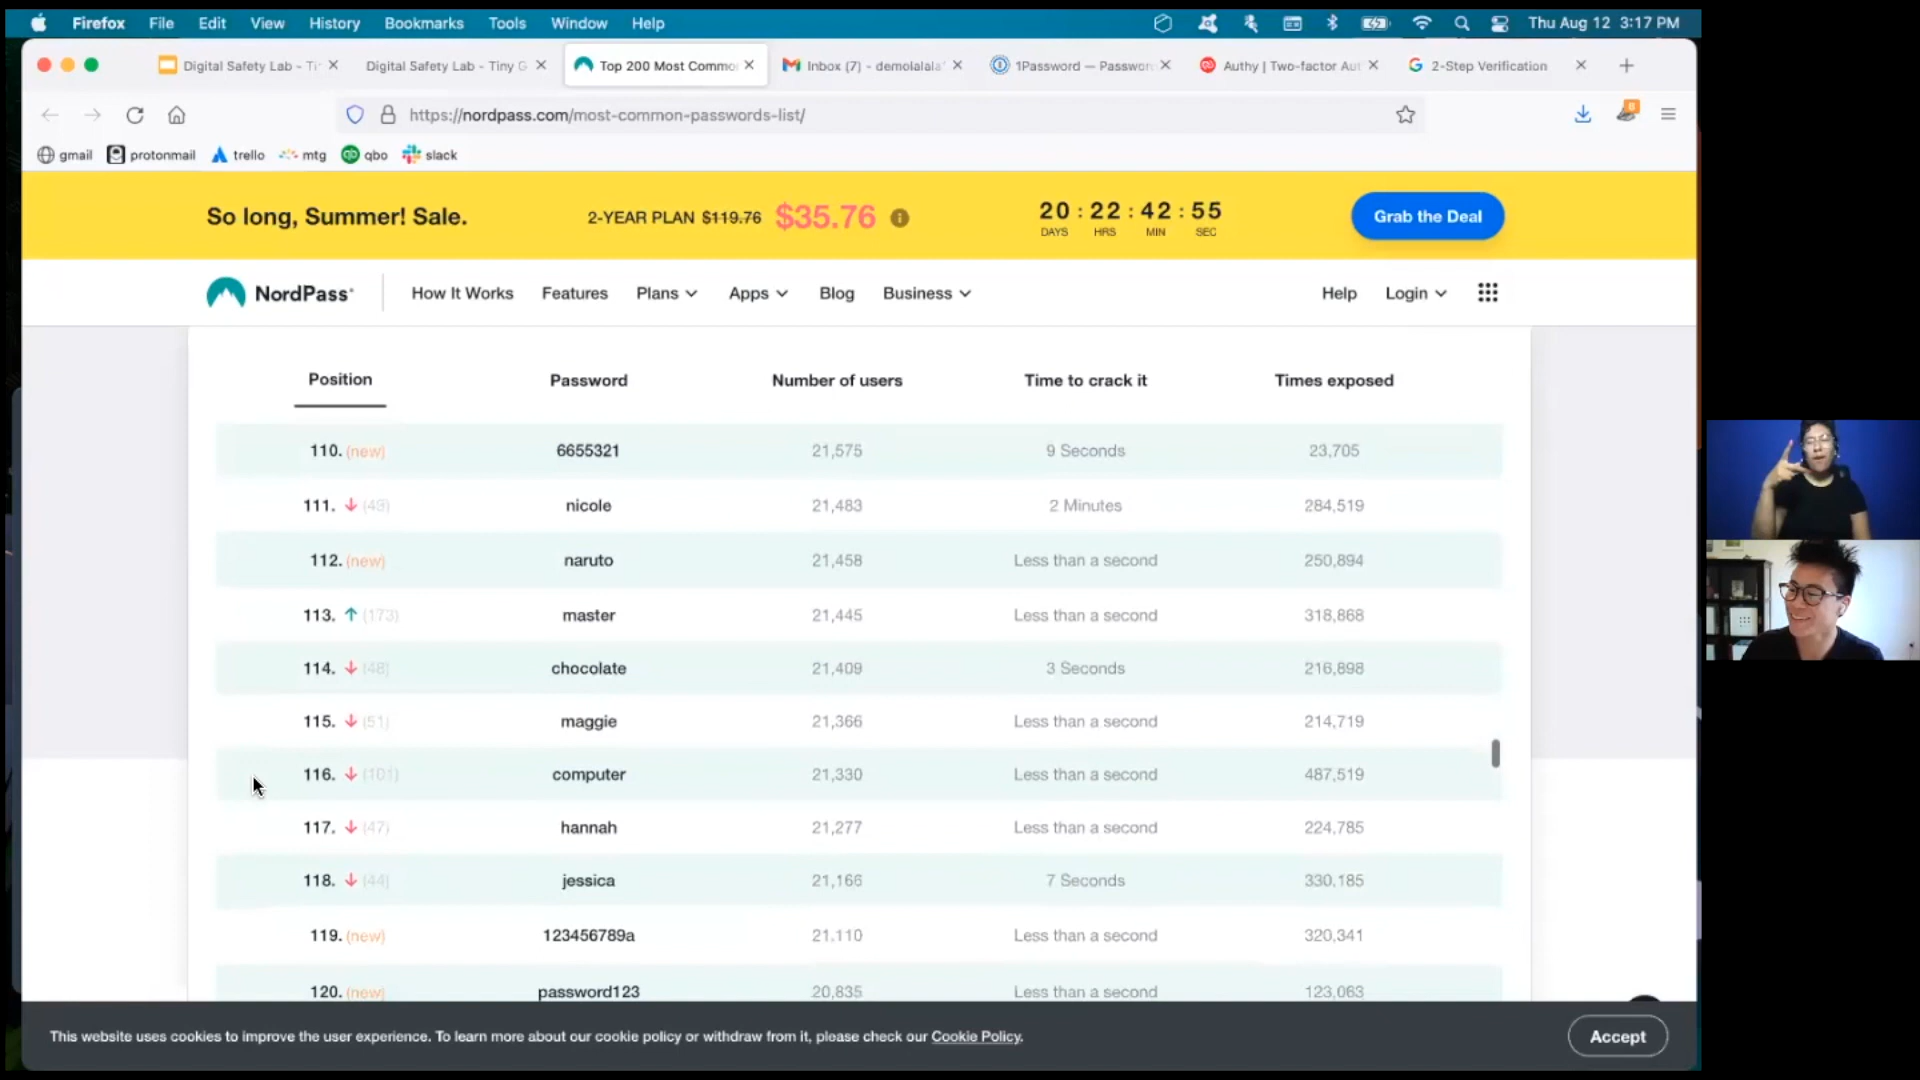 Firefox File Edit View History Bookmarks Tools Window Help Thu Aug 12 3:17 PM
Digital Safety Lab - Ti Digital Safety Lab - Tiny G Top 200 Most Commo Inbox (7) - demolalala 1Password — Passwor Authy | Two-factor Aut 2-Step Verification
https://nordpass.com/most-common-passwords-list/
gmail protonmail trello mtg qbo slack
So long, Summer! Sale. 2-YEAR PLAN $119.76 $35.76 20 : 22 : 42 : 55 Grab the Deal
DAYS HRS MIN SEC
NordPass® How It Works Features Plans Apps Blog Business Help Login
Position Password Number of users Time to crack it Times exposed
110. (new) 6655321 21,575 9 Seconds 23,705
111. ↓ (49) nicole 21,483 2 Minutes 284,519
112. (new) naruto 21,458 Less than a second 250,894
113. ↑ (173) master 21,445 Less than a second 318,868
114. ↓ (48) chocolate 21,409 3 Seconds 216,898
115. ↓ (51) maggie 21,366 Less than a second 214,719
116. ↓ (101) computer 21,330 Less than a second 487,519
117. ↓ (47) hannah 21,277 Less than a second 224,785
118. ↓ (44) jessica 21,166 7 Seconds 330,185
119. (new) 123456789a 21.110 Less than a second 320,341
120. (new) password123 20,835 Less than a second 123,063
This website uses cookies to improve the user experience. To learn more about our cookie policy or withdraw from it, please check our Cookie Policy. Accept